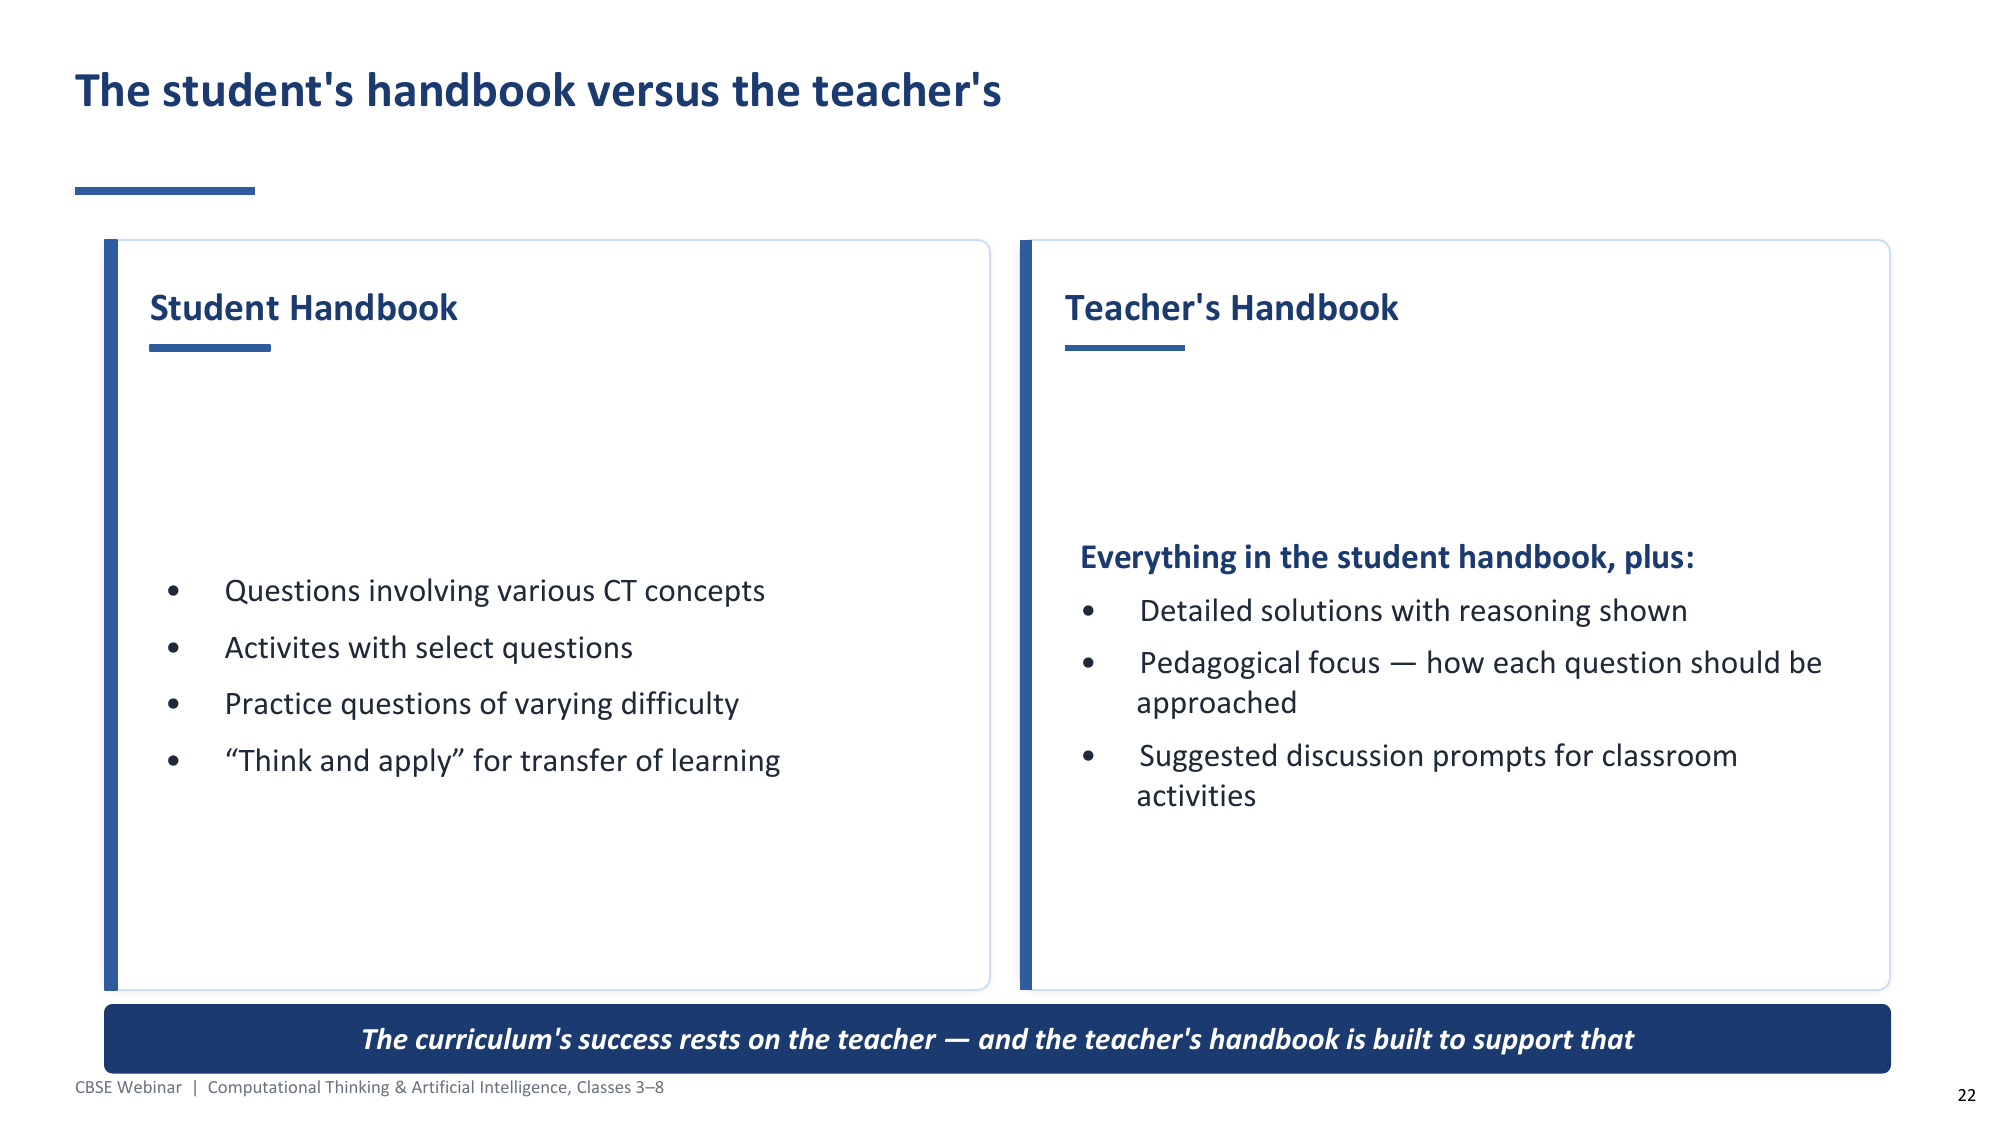 The student's handbook versus the teacher's
Student Handbook
• Questions involving various CT concepts
• Activites with select questions
• Practice questions of varying difficulty
• “Think and apply” for transfer of learning
Teacher's Handbook
Everything in the student handbook, plus:
• Detailed solutions with reasoning shown
• Pedagogical focus — how each question should be
approached
• Suggested discussion prompts for classroom
activities
The curriculum's success rests on the teacher — and the teacher's handbook is built to support that
CBSE Webinar | Computational Thinking & Artificial Intelligence, Classes 3–8
22